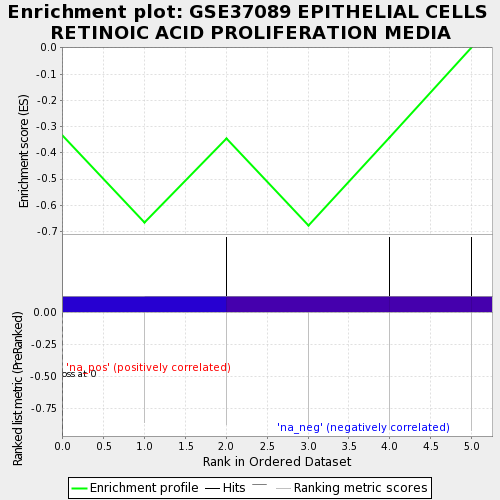 Enrichment plot: GSE37089 EPITHELIAL CELLS
RETINOIC ACID PROLIFERATION MEDIA
Enrichment score (ES)
0.0
-0.1
-0.2
-0.3
-0.4
-0.5
-0.6
-0.7
Ranked list metric (PreRanked)
0.00
-0.25
-0.50
-0.75
'na_pos' (positively correlated)
at 0
'na_neg' (negatively correlated)
0.0 0.5 1.0 1.5 2.0 2.5 3.0 3.5 4.0 4.5 5.0
Rank in Ordered Dataset
Enrichment profile Hits Ranking metric scores